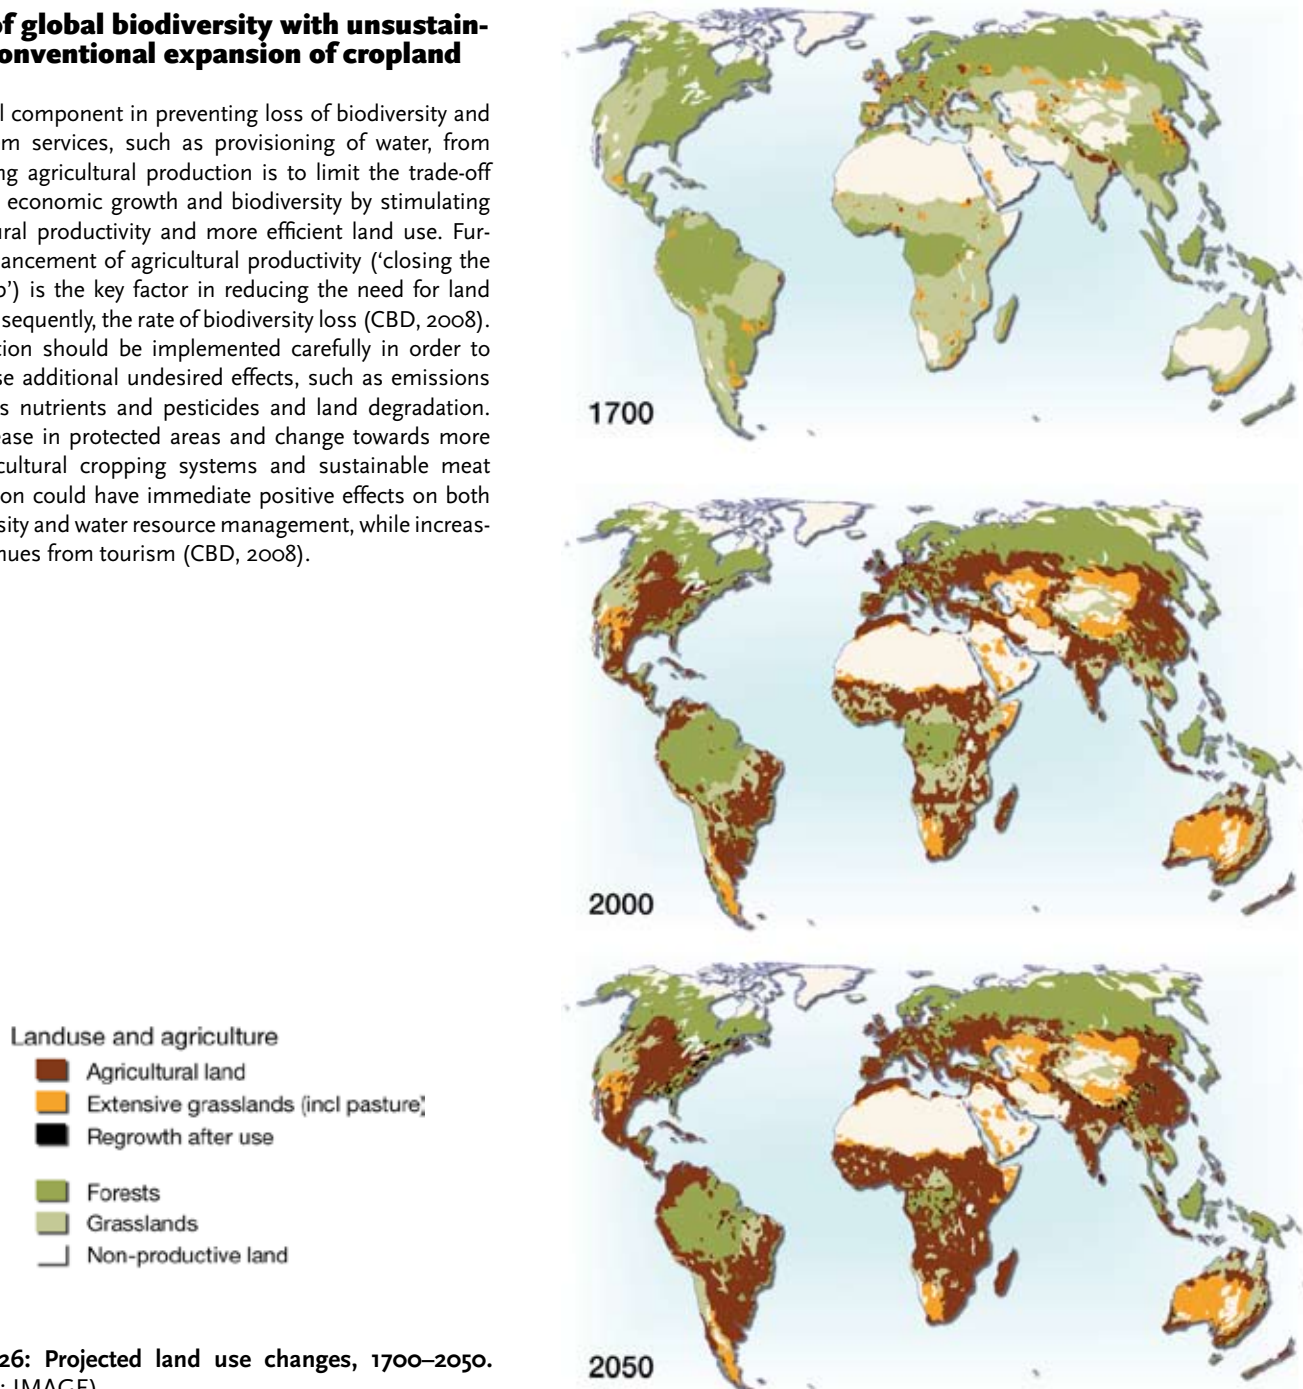 of global biodiversity with unsustain-
onventional expansion of cropland
l component in preventing loss of biodiversity and
m services, such as provisioning of water, from
ng agricultural production is to limit the trade-off
economic growth and biodiversity by stimulating
ural productivity and more efficient land use. Fur-
ancement of agricultural productivity (‘closing the
p’) is the key factor in reducing the need for land
sequently, the rate of biodiversity loss (CBD, 2008).
tion should be implemented carefully in order to
se additional undesired effects, such as emissions
s nutrients and pesticides and land degradation.
ease in protected areas and change towards more
cultural cropping systems and sustainable meat
ion could have immediate positive effects on both
sity and water resource management, while increas-
nues from tourism (CBD, 2008).
1700
2000
2050
Landuse and agriculture
Agricultural land
Extensive grasslands (incl pasture)
Regrowth after use
Forests
Grasslands
Non-productive land
26: Projected land use changes, 1700–2050.
: IMAGE)